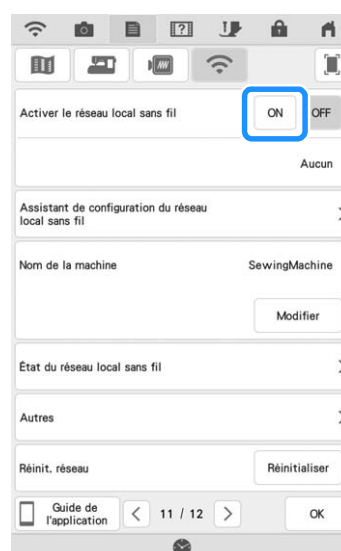 Activer le réseau local sans fil
ON
OFF
Aucun
Assistant de configuration du réseau
local sans fil
Nom de la machine
SewingMachine
Modifier
État du réseau local sans fil
Autres
Réinit. réseau
Réinitialiser
Guide de
l'application
11 / 12
OK